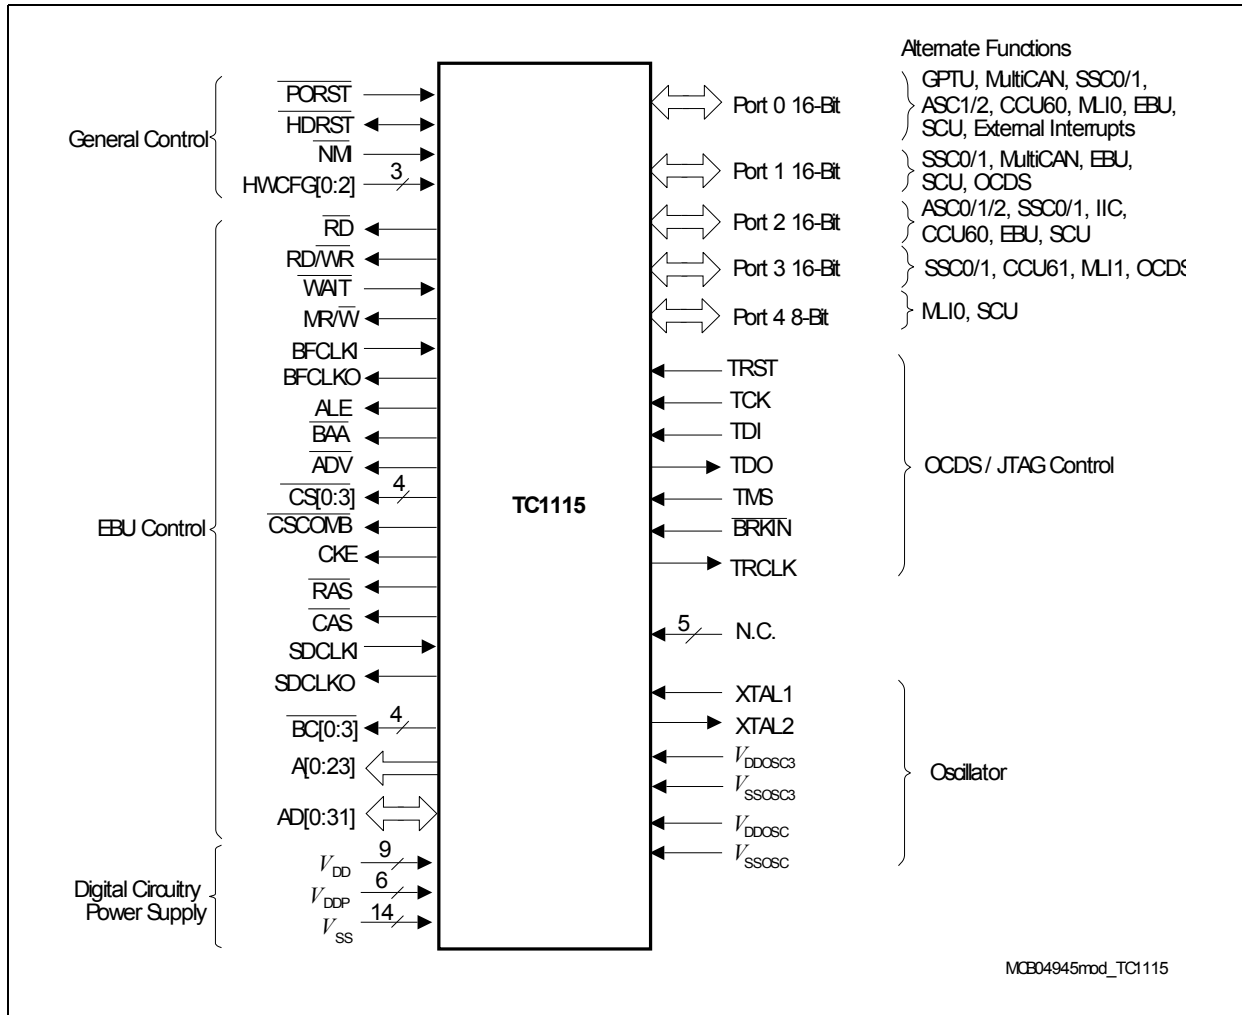 Alternate Functions
General Control
PORST
HDRST
NMI
HWCFG[0:2]
3
EBU Control
RD
RD/WR
WAIT
MR/W
BFCLKI
BFCLKO
ALE
BAA
ADV
CS[0:3]
4
CSCOMB
CKE
RAS
CAS
SDCLKI
SDCLKO
BC[0:3]
4
A[0:23]
AD[0:31]
Digital Circuitry
Power Supply
VDD
9
VDDP
6
VSS
14
TC1115
Port 0 16-Bit
GPTU, MultiCAN, SSC0/1,
ASC1/2, CCU60, MLI0, EBU,
SCU, External Interrupts
Port 1 16-Bit
SSC0/1, MultiCAN, EBU,
SCU, OCDS
Port 2 16-Bit
ASC0/1/2, SSC0/1, IIC,
CCU60, EBU, SCU
Port 3 16-Bit
SSC0/1, CCU61, MLI1, OCDS
Port 4 8-Bit
MLI0, SCU
TRST
TCK
TDI
TDO
TMS
BRKIN
TRCLK
OCDS / JTAG Control
5
N.C.
XTAL1
XTAL2
VDDOSC3
VSSOSC3
VDDOSC
VSSOSC
Oscillator
MCB04945mod_TC1115